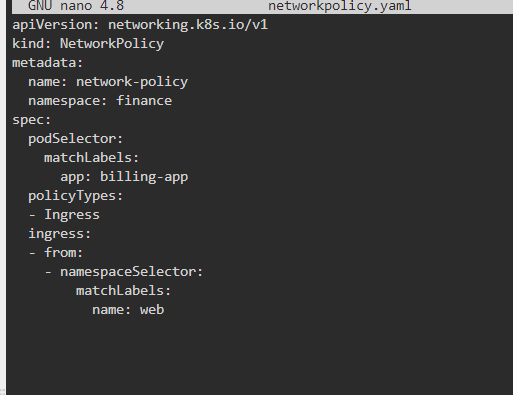 GNU nano 4.8 networkpolicy.yaml
apiVersion: networking.k8s.io/v1
kind: NetworkPolicy
metadata:
  name: network-policy
  namespace: finance
spec:
  podSelector:
    matchLabels:
      app: billing-app
  policyTypes:
  - Ingress
  ingress:
  - from:
    - namespaceSelector:
        matchLabels:
          name: web